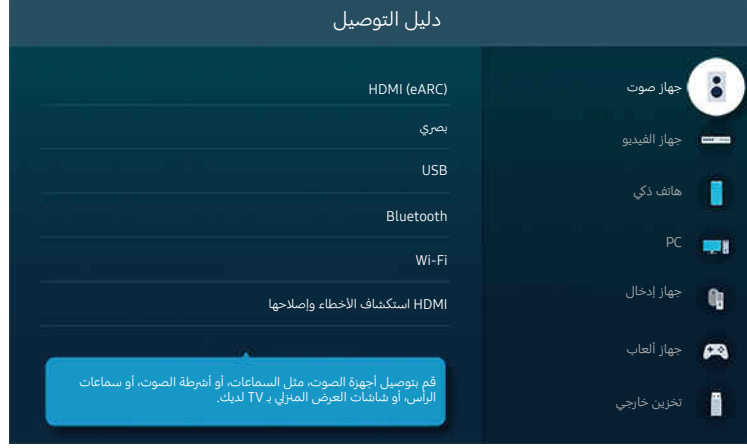 دليل التوصيل
جهاز صوت
جهاز الفيديو
هاتف ذكي
PC
جهاز إدخال
جهاز ألعاب
تخزين خارجي
HDMI (eARC)
بصري
USB
Bluetooth
Wi-Fi
HDMI استكشاف الأخطاء وإصلاحها
قم بتوصيل أجهزة الصوت، مثل السماعات، أو أشرطة الصوت، أو سماعات
الرأس، أو شاشات العرض المنزلي بـ TV لديك.